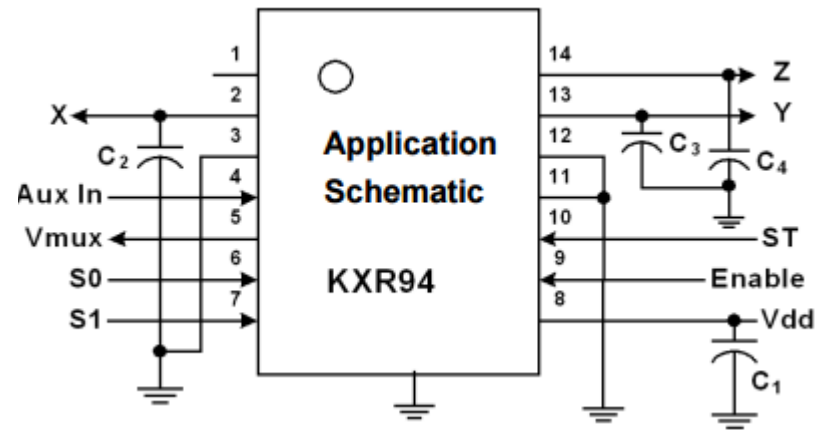 1
14
Z
X
2
13
Y
C2
3
Application
12
C3
C4
Aux In
4
Schematic
11
Vmux
5
10
ST
S0
6
KXR94
9
Enable
S1
7
8
Vdd
C1